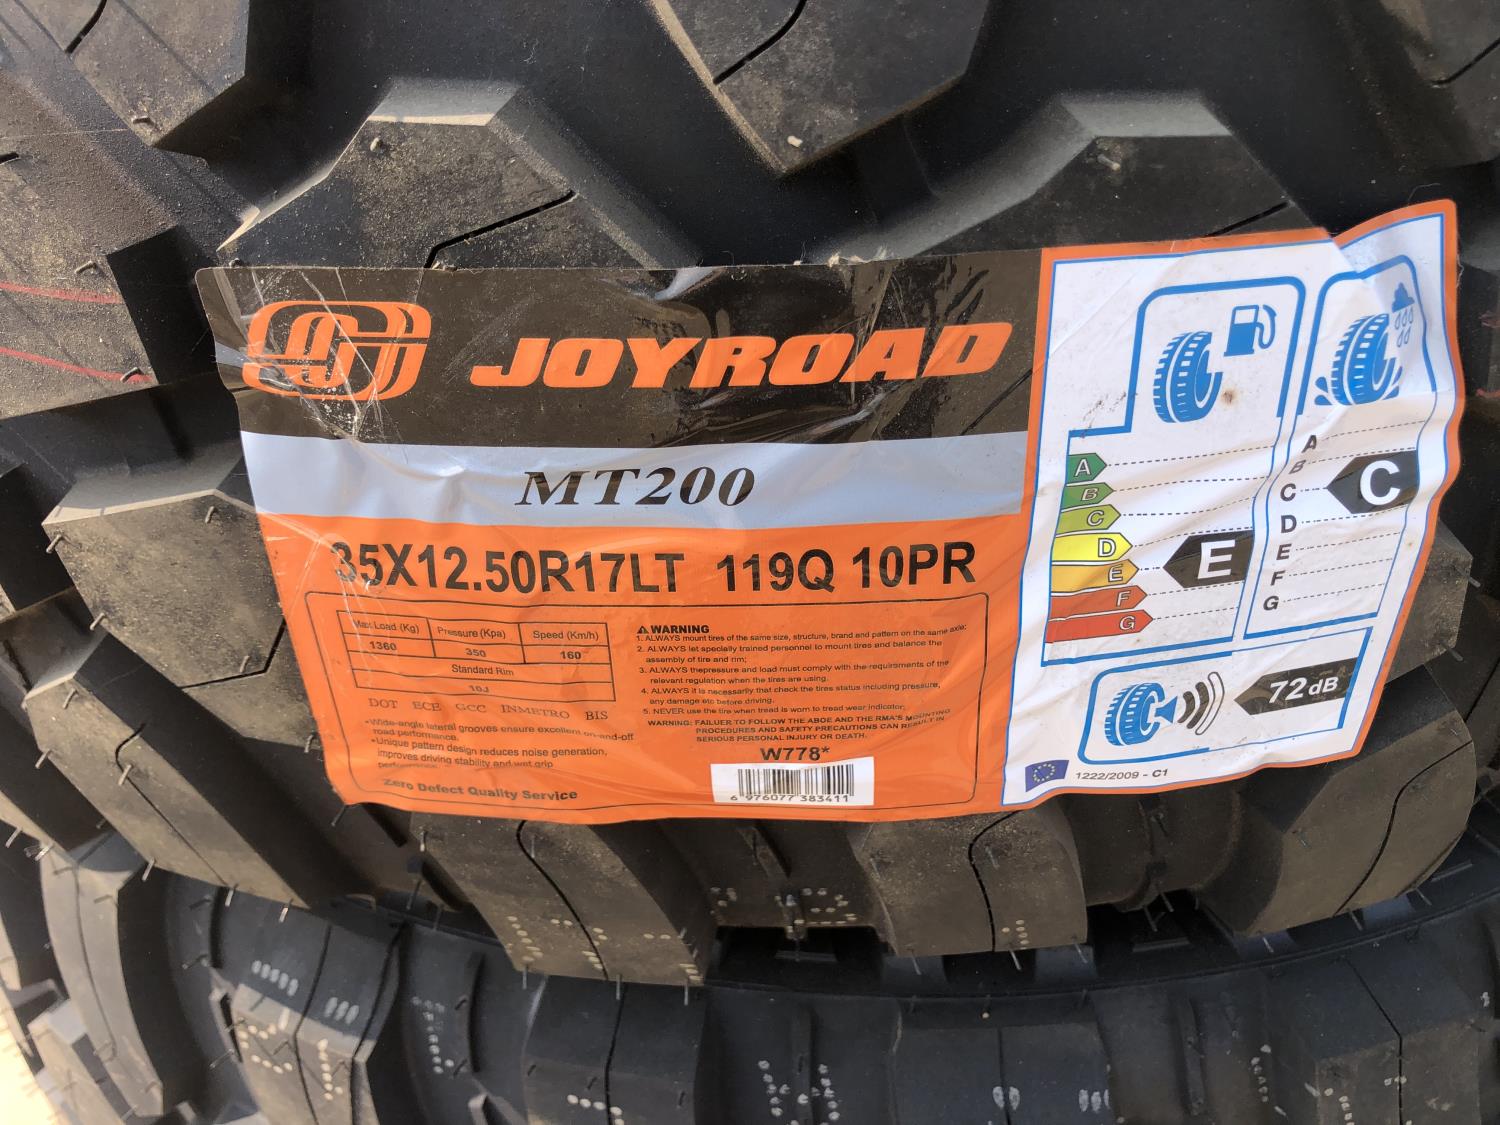 JOYROAD
MT200
35X12.50R17LT 119Q 10PR
Max Load (Kg) Pressure (Kpa) Speed (Km/h)
1360 350 160
Standard Rim
10J
DOT ECE GCC INMETRO BIS
•Wide-angle lateral grooves ensure excellent on-and-off
road performance.
•Unique pattern design reduces noise generation,
improves driving stability and wet grip
performance.
Zero Defect Quality Service
WARNING
1. ALWAYS mount tires of the same size, structure, brand and pattern on the same axle;
2. ALWAYS let specially trained personnel to mount tires and balance the
assembly of tire and rim;
3. ALWAYS thepressure and load must comply with the requirements of the
relevant regulation when the tires are using.
4. ALWAYS it is necessarily that check the tires status including pressure,
any damage etc before driving.
5. NEVER use the tire when tread is worn to tread wear indicator;
WARNING: FAILUER TO FOLLOW THE ABOE AND THE RMA'S MOUNTING
PROCEDURES AND SAFETY PRECAUTIONS CAN RESULT IN
SERIOUS PERSONAL INJURY OR DEATH.
W778*
6 976077 383411
A
B
C
D
E
F
G
E
A
B
C
D
E
F
G
C
72 dB
1222/2009 - C1